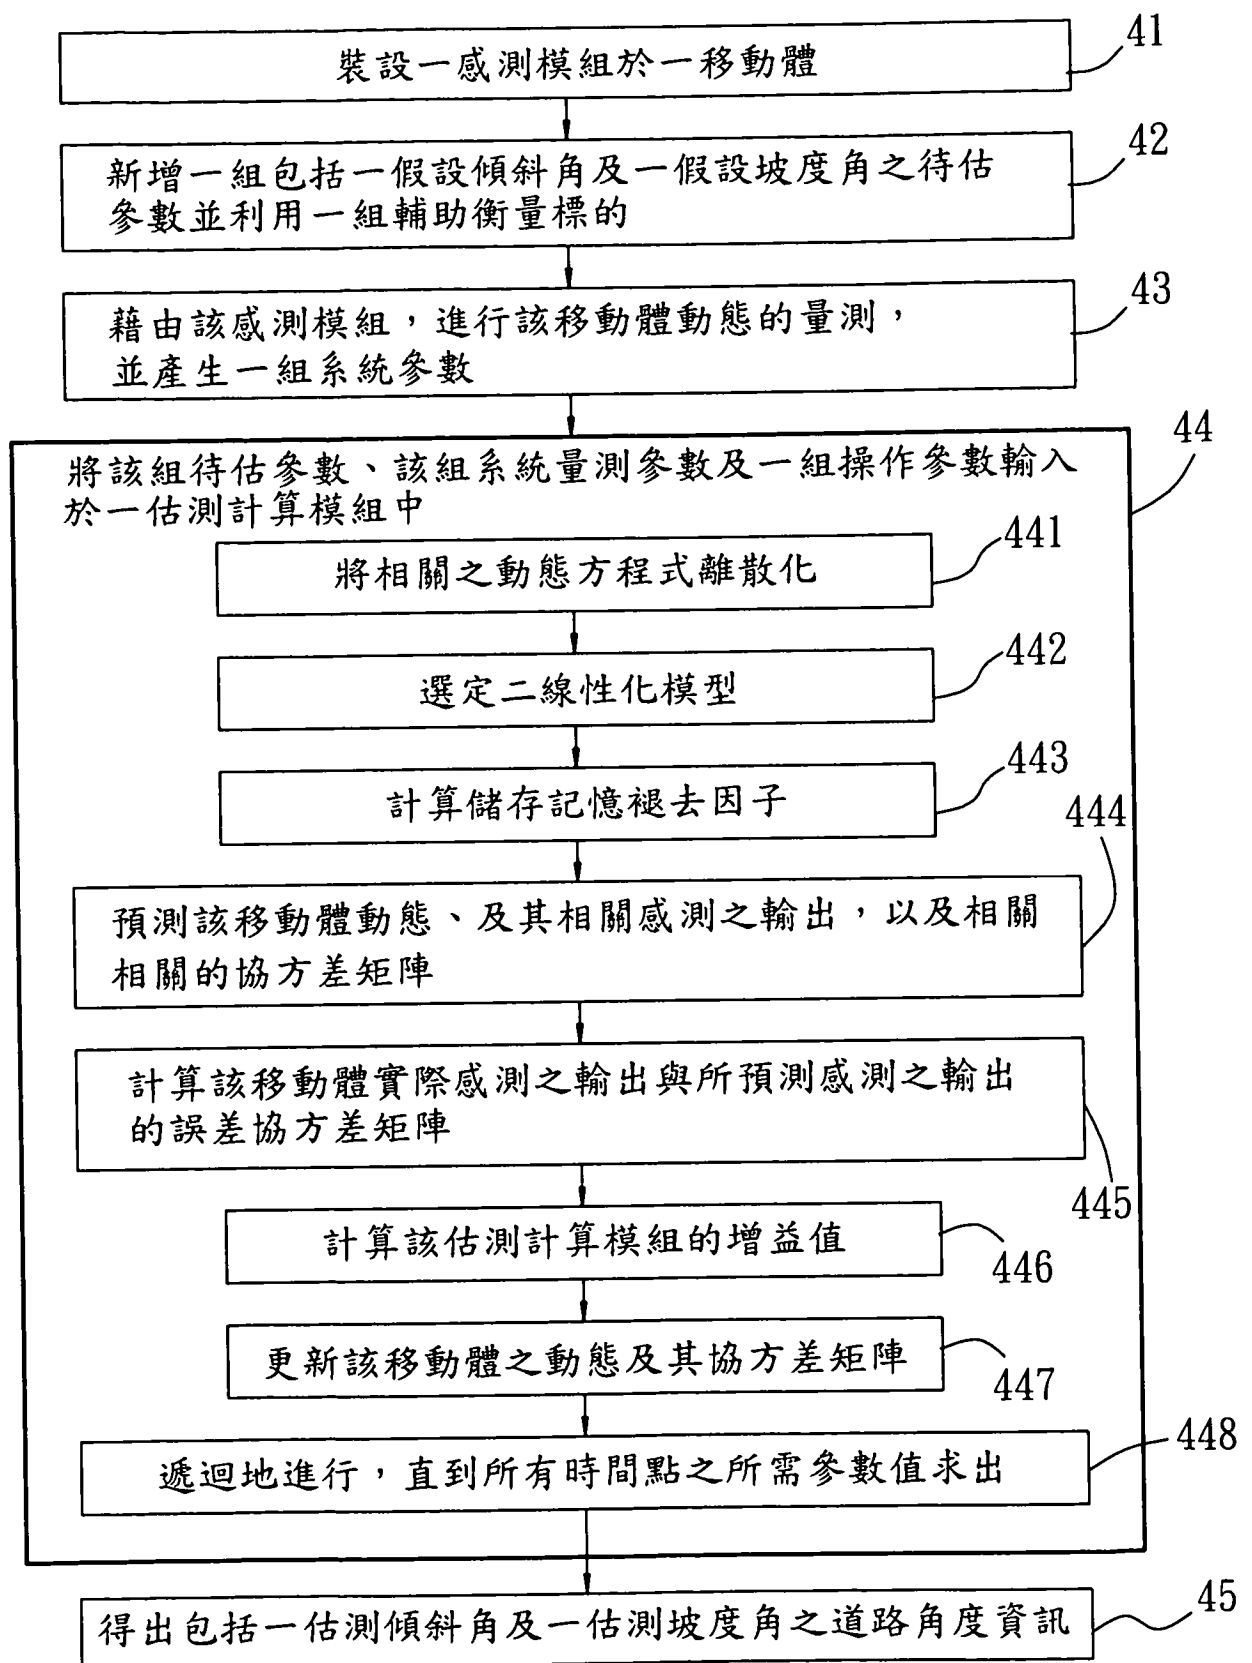 裝設一感測模組於一移動體
41
新增一組包括一假設傾斜角及一假設坡度角之待估
參數並利用一組輔助衡量標的
42
藉由該感測模組，進行該移動體動態的量測，
並產生一組系統參數
43
44
將該組待估參數、該組系統量測參數及一組操作參數輸入
於一估測計算模組中
441
將相關之動態方程式離散化
442
選定二線性化模型
443
計算儲存記憶褪去因子
444
預測該移動體動態、及其相關感測之輸出，以及相關
相關的協方差矩陣
計算該移動體實際感測之輸出與所預測感測之輸出
的誤差協方差矩陣
445
計算該估測計算模組的增益值
446
更新該移動體之動態及其協方差矩陣
447
遞迴地進行，直到所有時間點之所需參數值求出
448
得出包括一估測傾斜角及一估測坡度角之道路角度資訊
45